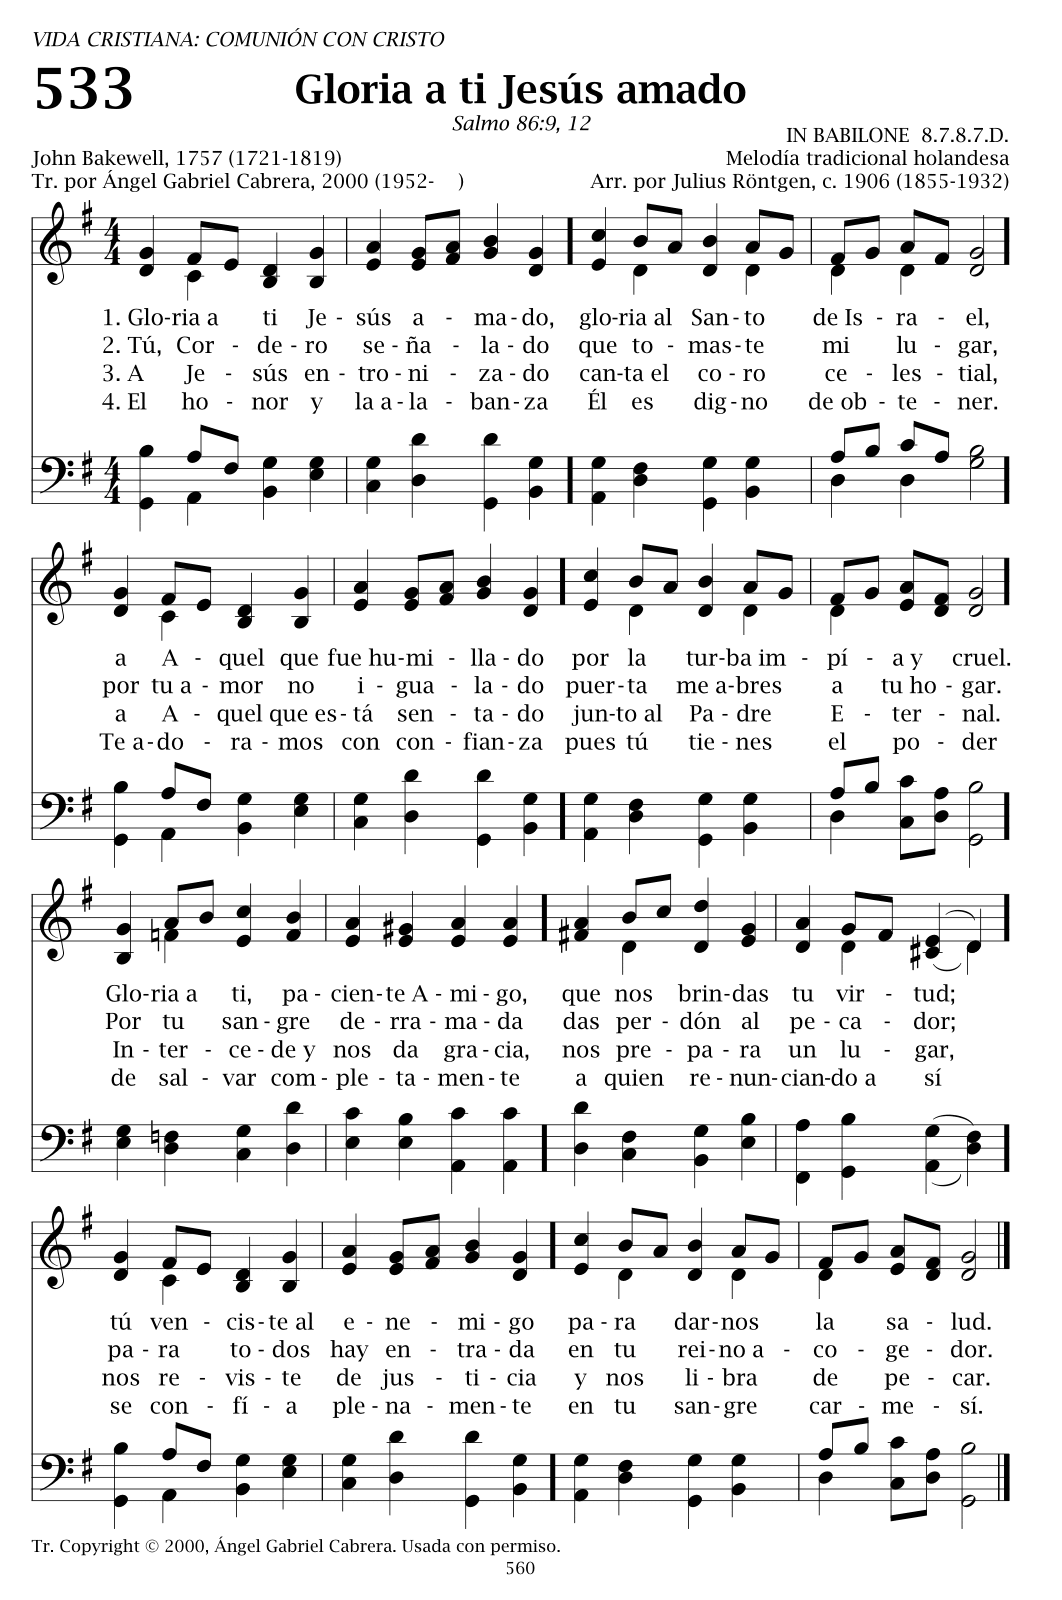 VIDA CRISTIANA: COMUNIÓN CON CRISTO
533
Gloria a ti Jesús amado
Salmo 86:9, 12
IN BABILONE 8.7.8.7.D.
John Bakewell, 1757 (1721-1819)
Melodía tradicional holandesa
Tr. por Ángel Gabriel Cabrera, 2000 (1952- )
Arr. por Julius Röntgen, c. 1906 (1855-1932)
4 4
1. Glo-ria a ti Je - sús a - ma-do, glo-ria al San-to de Is - ra - el,
2. Tú, Cor - de - ro se - ña - la - do que to - mas-te mi lu - gar,
3. A Je - sús en - tro - ni - za - do can-ta el co - ro ce - les - tial,
4. El ho - nor y la a - la - ban-za Él es dig-no de ob - te - ner.
4 4
a A - quel que fue hu-mi - lla - do por la tur-ba im - pí - a y cruel.
por tu a - mor no i - gua - la - do puer-ta me a-bres a tu ho - gar.
a A - quel que es - tá sen - ta - do jun-to al Pa - dre E - ter - nal.
Te a-do - ra - mos con con - fian-za pues tú tie - nes el po - der
Glo-ria a ti, pa - cien-te A - mi - go, que nos brin-das tu vir - tud;
Por tu san - gre de - rra - ma - da das per - dón al pe - ca - dor;
In - ter - ce - de y nos da gra - cia, nos pre - pa - ra un lu - gar,
de sal - var com - ple - ta - men - te a quien re - nun-cian-do a sí
tú ven - cis-te al e - ne - mi - go pa - ra dar-nos la sa - lud.
pa - ra to - dos hay en - tra - da en tu rei-no a - co - ge - dor.
nos re - vis - te de jus - ti - cia y nos li - bra de pe - car.
se con - fí - a ple - na - men - te en tu san-gre car - me - sí.
Tr. Copyright © 2000, Ángel Gabriel Cabrera. Usada con permiso.
560